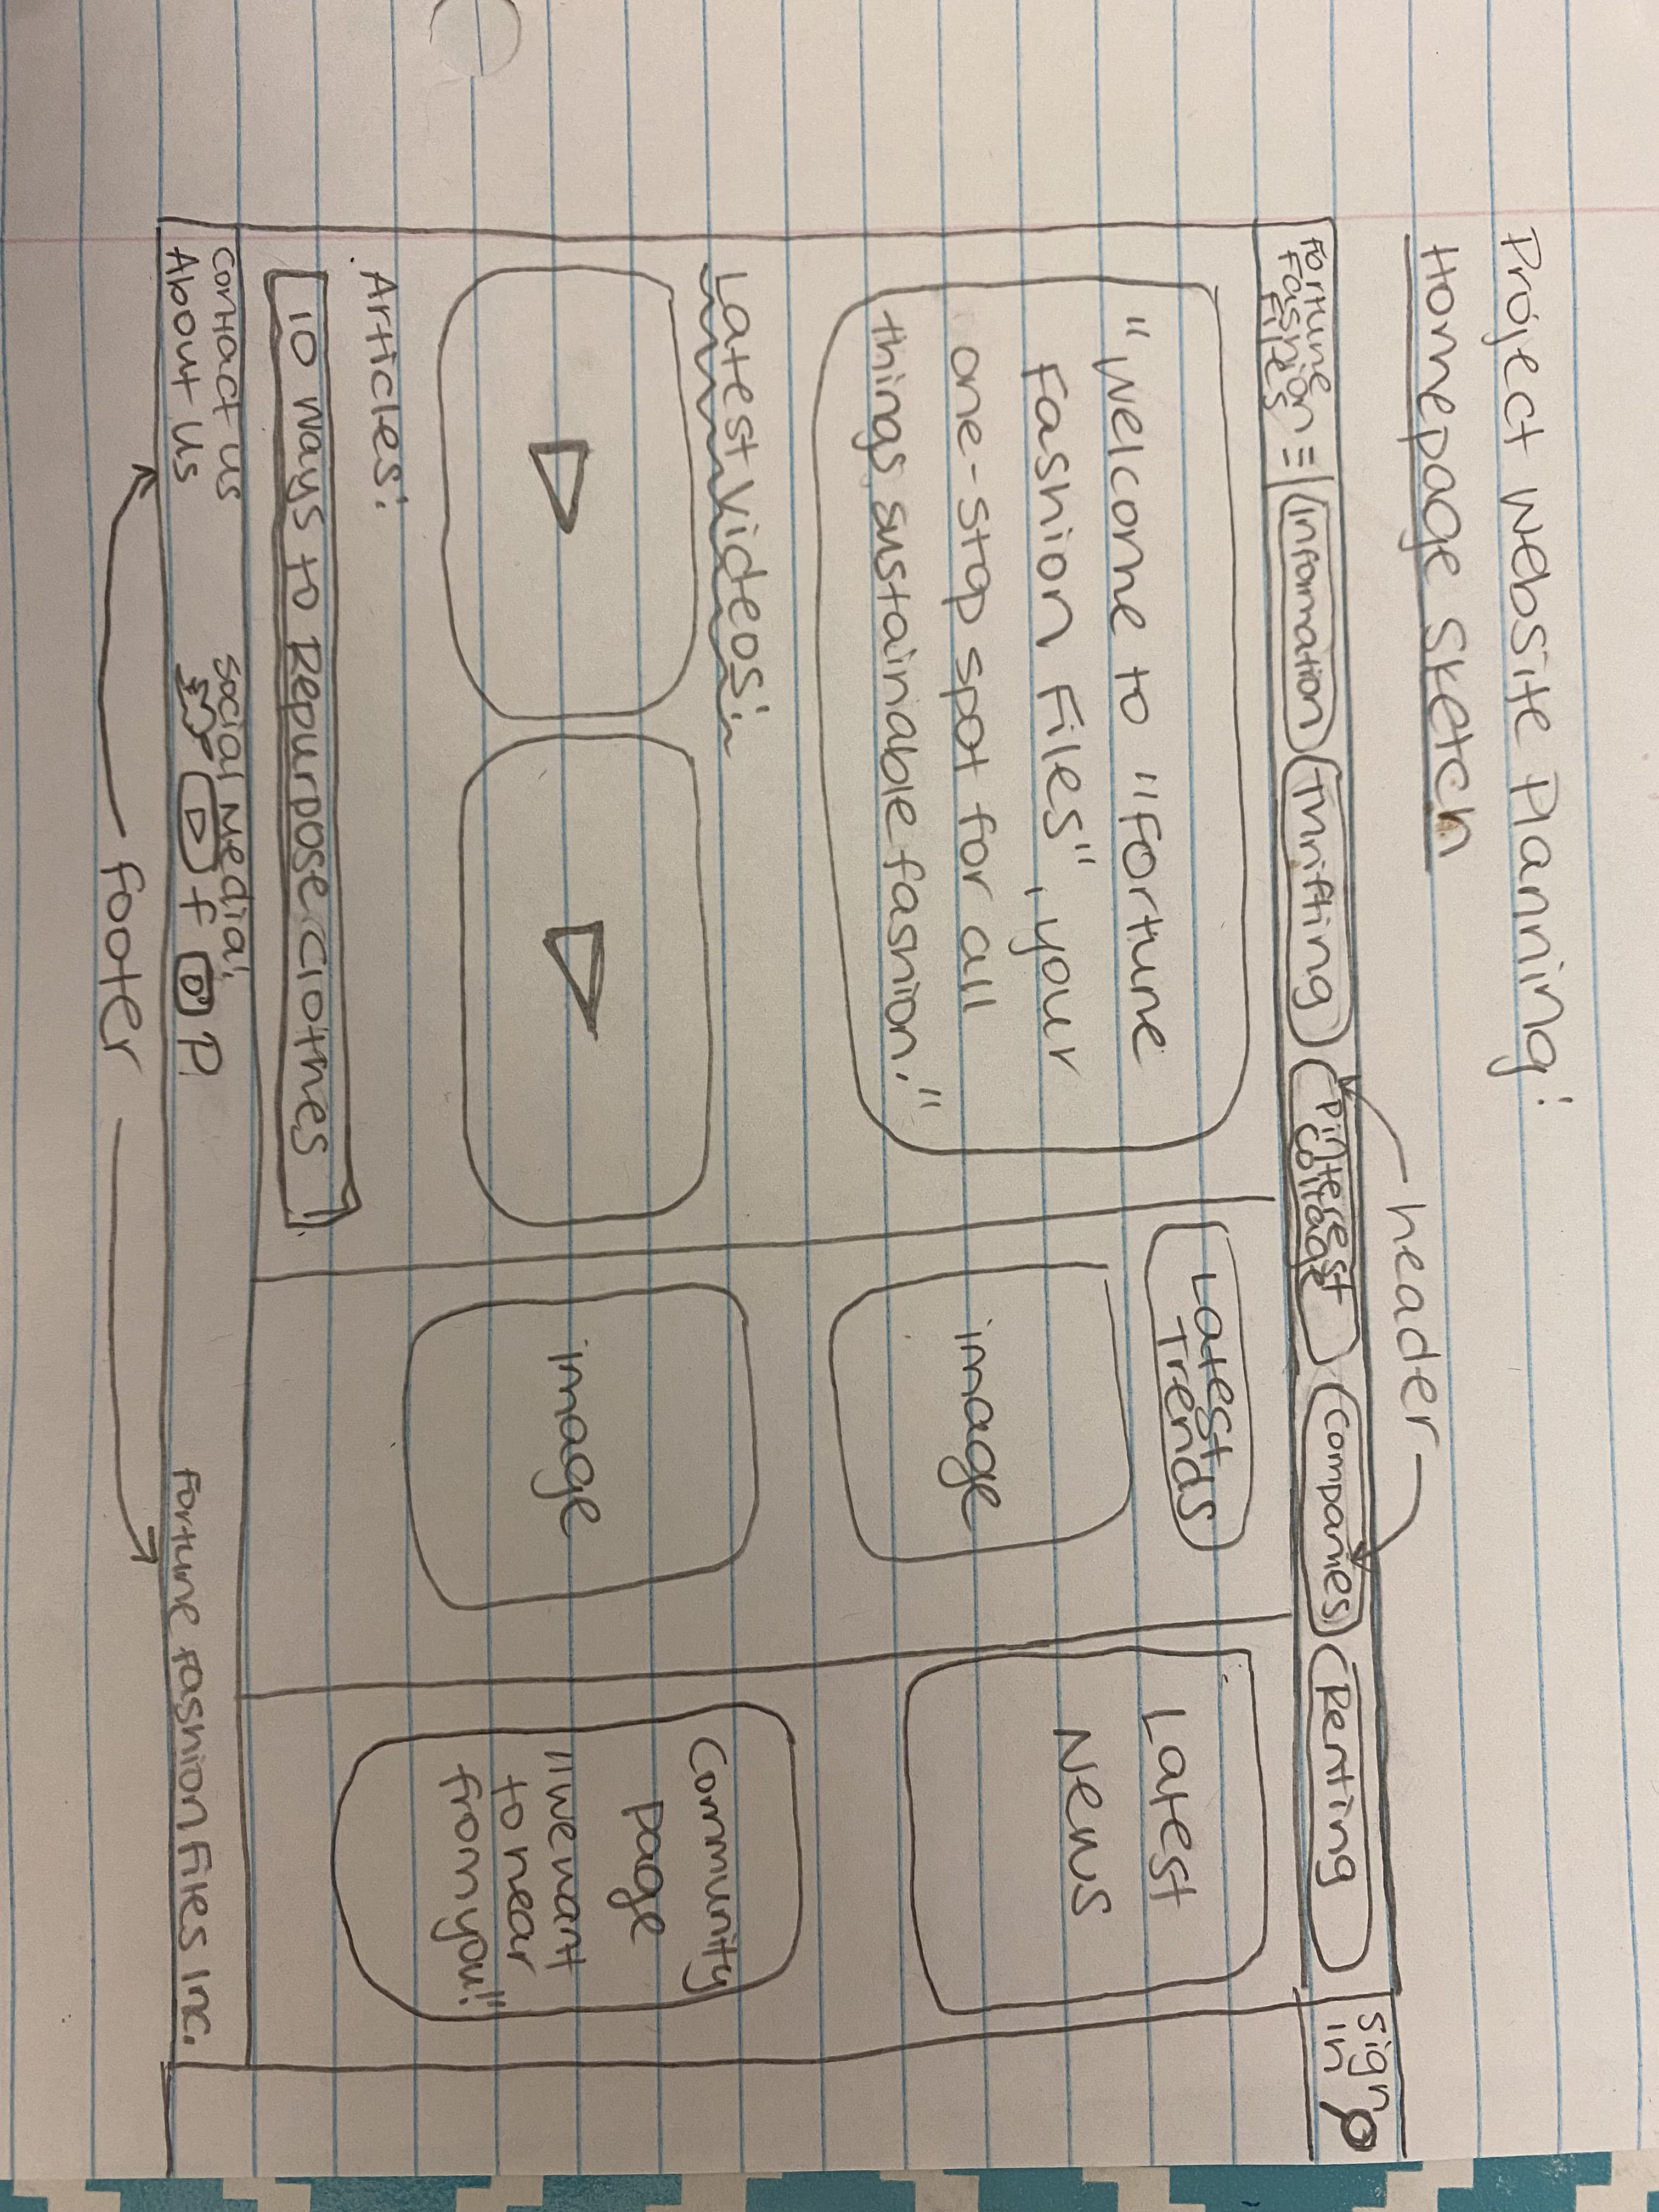 Project Website Planning:
Homepage Sketch
header
Fortune
Fashion
Files
Information
Thrifting
Pinterest
Collage
Companies
Renting
Sign
in
"Welcome to "Fortune
Fashion Files", your
one-stop spot for all
things sustainable fashion."
Latest Videos:
Articles:
10 ways to Repurpose Clothes
Latest
Trends
image
image
Latest
News
Community
page
"we want
to hear
from you!"
Contact us
About us
Social Media:
f
P
Fortune Fashion Files Inc.
footer